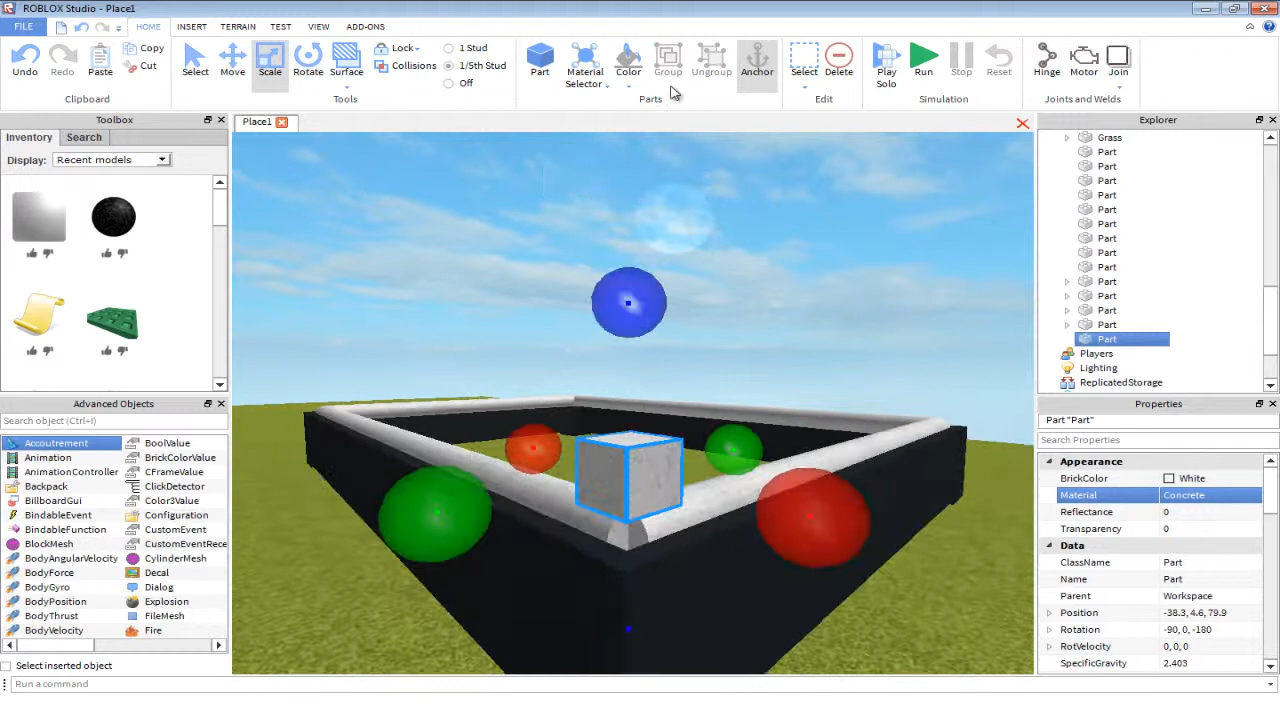 ROBLOX Studio - Place1
FILE HOME INSERT TERRAIN TEST VIEW ADD-ONS
Undo Redo Paste Copy Cut
Clipboard
Select Move Scale Rotate Surface Lock Collisions
1 Stud
1/5th Stud
Off
Tools
Part Material Selector Color Group Ungroup Anchor
Parts
Select Delete
Edit
Play Solo Run Stop Reset
Simulation
Hinge Motor Join
Joints and Welds
Toolbox
Inventory Search
Display: Recent models
Advanced Objects
Search object (Ctrl+I)
Accoutrement BoolValue
Animation BrickColorValue
AnimationController CFrameValue
Backpack ClickDetector
BillboardGui Color3Value
BindableEvent Configuration
BindableFunction CustomEvent
BlockMesh CustomEventRece
BodyAngularVelocity CylinderMesh
BodyForce Decal
BodyGyro Dialog
BodyPosition Explosion
BodyThrust FileMesh
BodyVelocity Fire
Select inserted object
Run a command
Place1
Explorer
Grass
Part
Part
Part
Part
Part
Part
Part
Part
Part
Part
Part
Part
Part
Part
Players
Lighting
ReplicatedStorage
Properties
Part "Part"
Search Properties
Appearance
BrickColor White
Material Concrete
Reflectance 0
Transparency 0
Data
ClassName Part
Name Part
Parent Workspace
Position -38.3, 4.6, 79.9
Rotation -90, 0, -180
RotVelocity 0, 0, 0
SpecificGravity 2.403